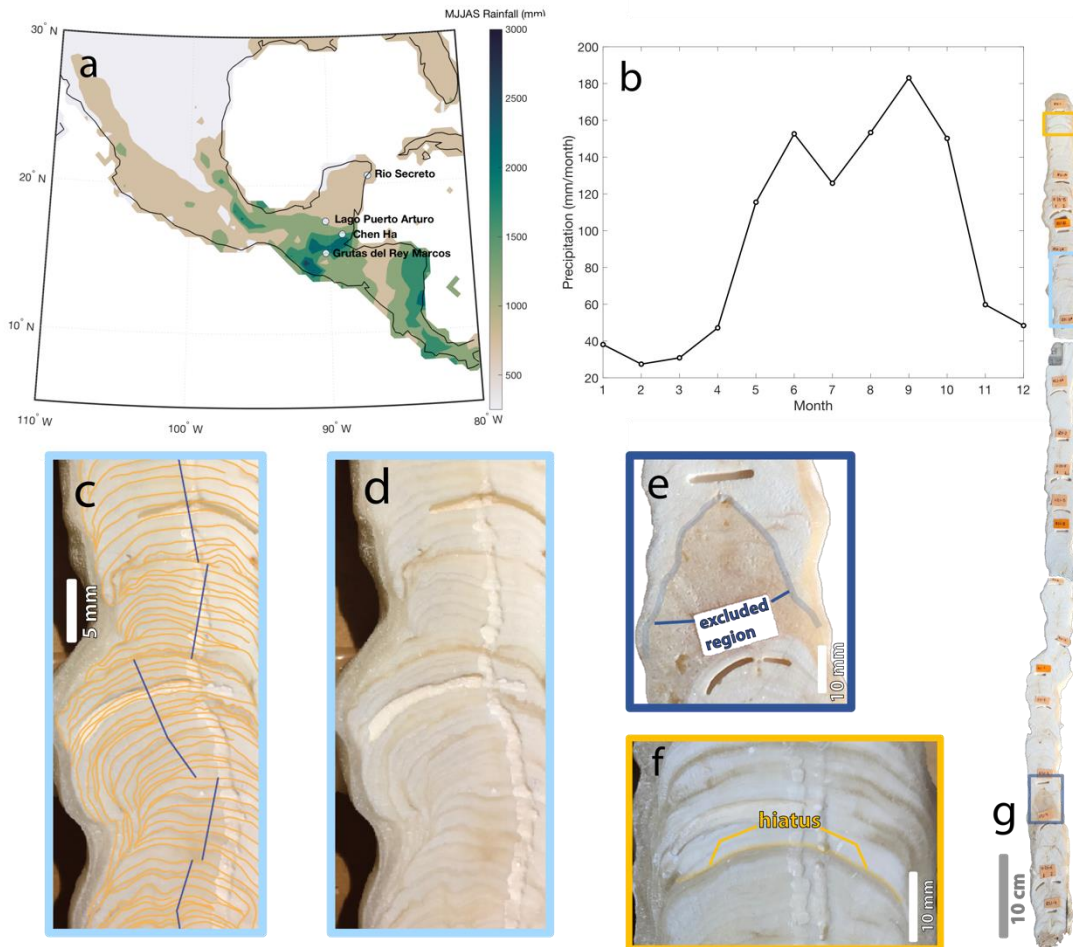 MJJAS Rainfall (mm)
a
30° N
20° N
10° N
110° W
100° W
90° W
80° W
3000
2500
2000
1500
1000
500
Rio Secreto
Lago Puerto Arturo
Chen Ha
Grutas del Rey Marcos
b
Precipitation (mm/month)
200
180
160
140
120
100
80
60
40
20
1 2 3 4 5 6 7 8 9 10 11 12
Month
c
5 mm
d
e
excluded
region
10 mm
f
hiatus
10 mm
g
10 cm